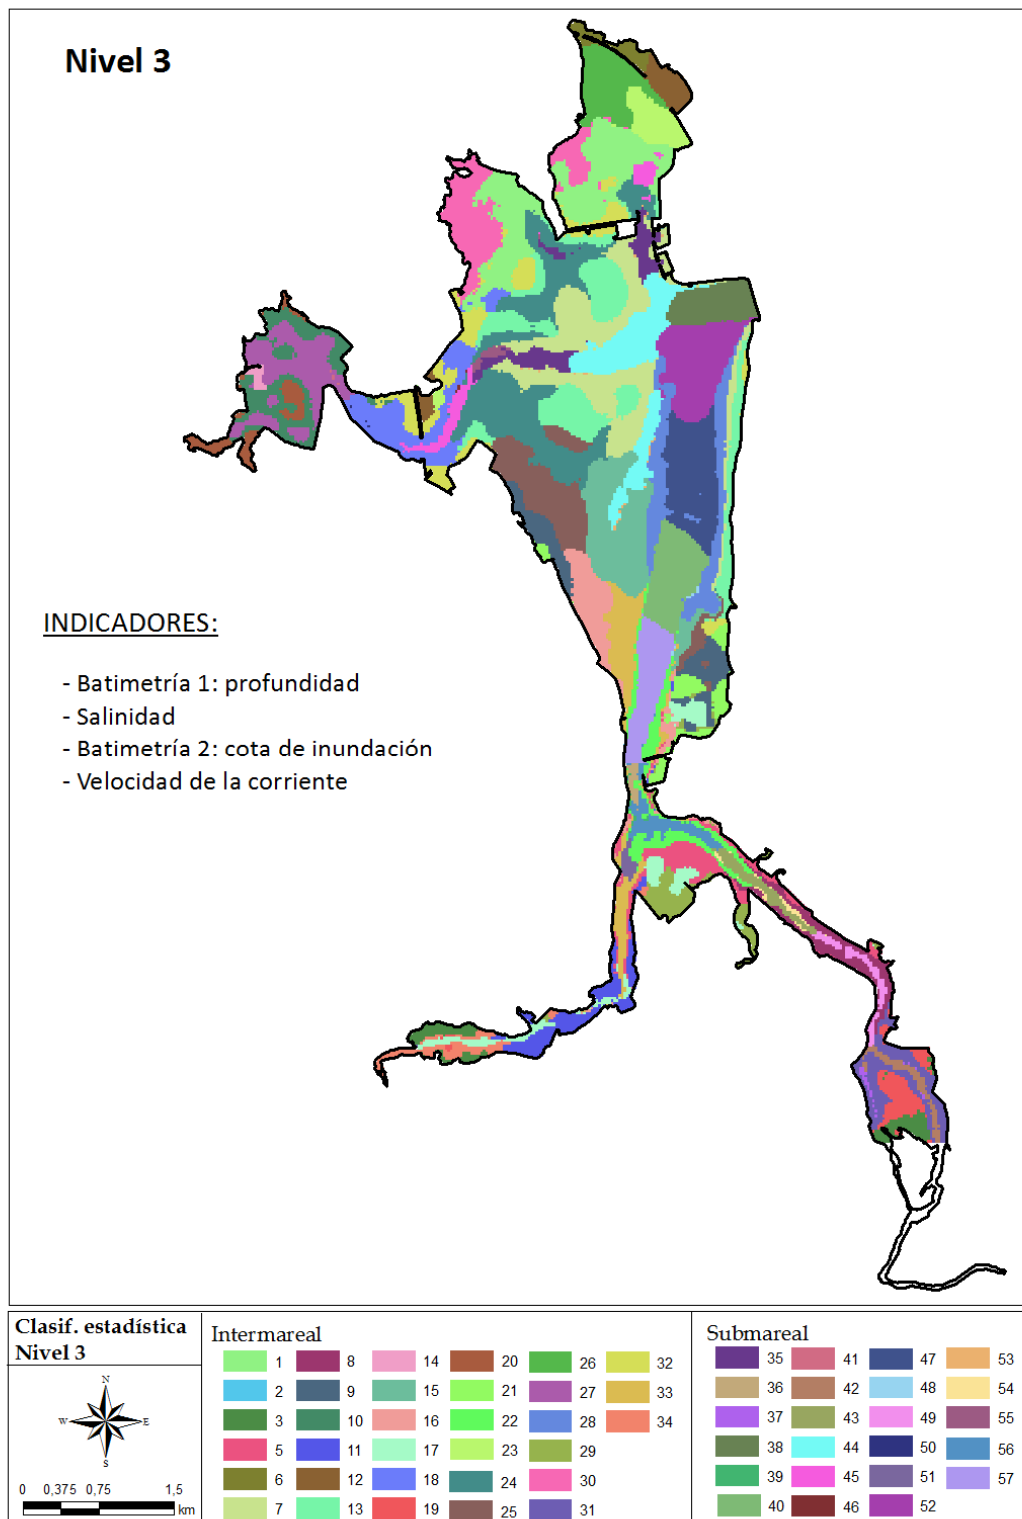 Nivel 3
INDICADORES:
- Batimetría 1: profundidad
- Salinidad
- Batimetría 2: cota de inundación
- Velocidad de la corriente
Clasif. estadística
Nivel 3
N
W E
S
0 0,375 0,75 1,5
km
Intermareal
1 8 14 20 26 32
2 9 15 21 27 33
3 10 16 22 28 34
5 11 17 23 29
6 12 18 24 30
7 13 19 25 31
Submareal
35 41 47 53
36 42 48 54
37 43 49 55
38 44 50 56
39 45 51 57
40 46 52